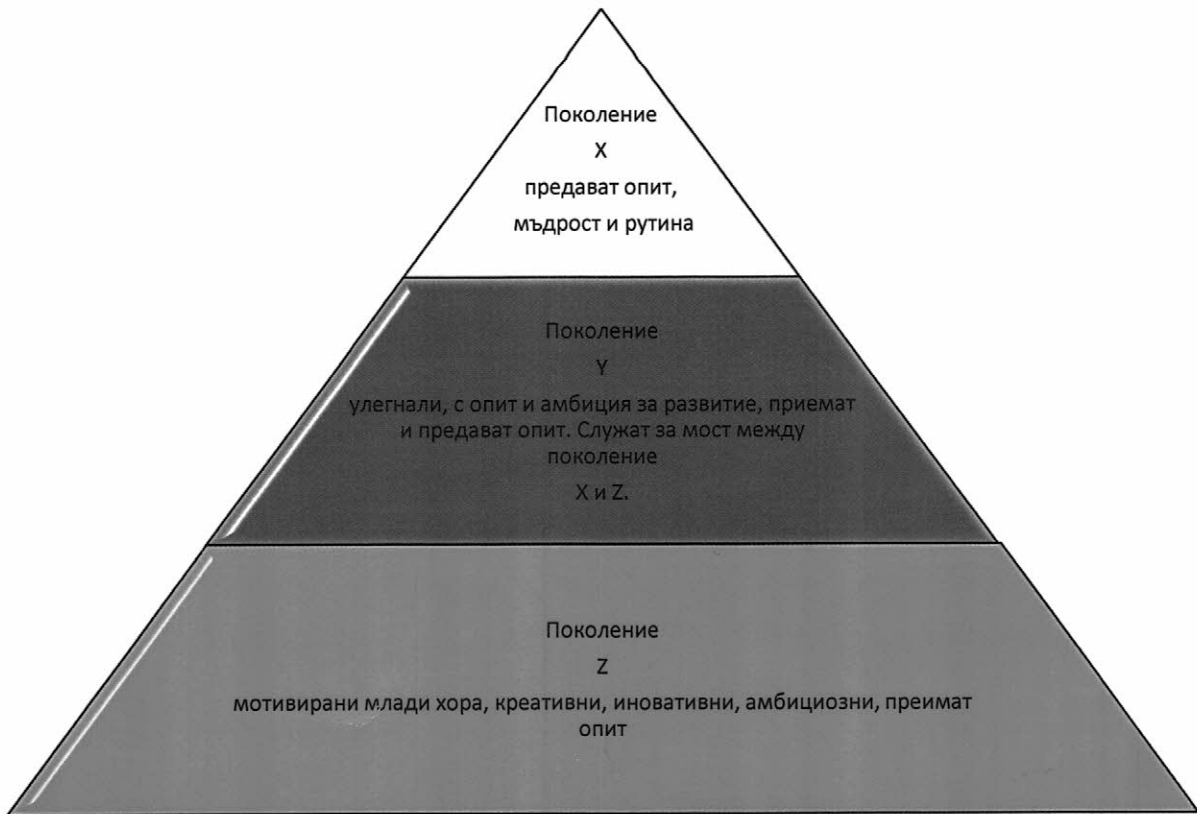 Поколение
X
предават опит,
мъдрост и рутина
Поколение
Y
улегнали, с опит и амбиция за развитие, приемат
и предават опит. Служат за мост между
поколение
X и Z.
Поколение
Z
мотивирани млади хора, креативни, иновативни, амбициозни, преимат
опит